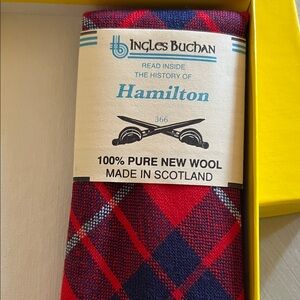 INGLES BUCHAN
READ INSIDE
THE HISTORY OF
Hamilton
366
100% PURE NEW WOOL
MADE IN SCOTLAND